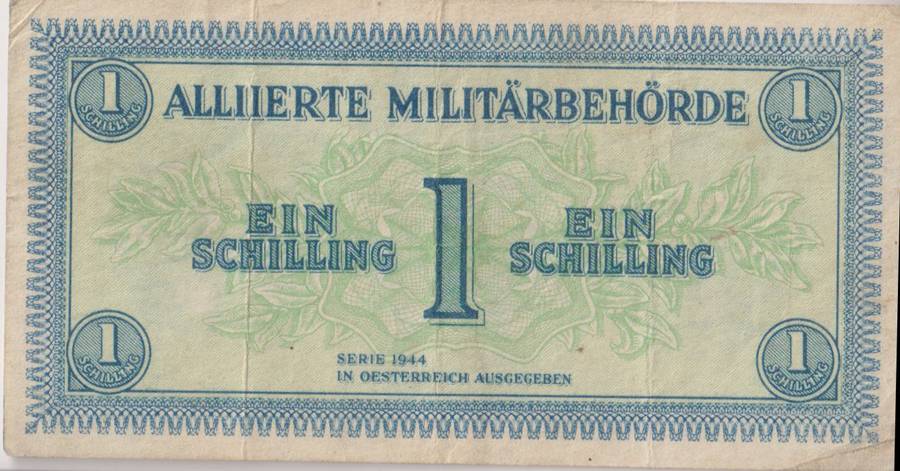 1
SCHILLING
ALLIIERTE MILITÄRBEHÖRDE
1
SCHILLING
EIN
SCHILLING
1
EIN
SCHILLING
1
SCHILLING
SERIE 1944
IN OESTERREICH AUSGEGEBEN
1
SCHILLING